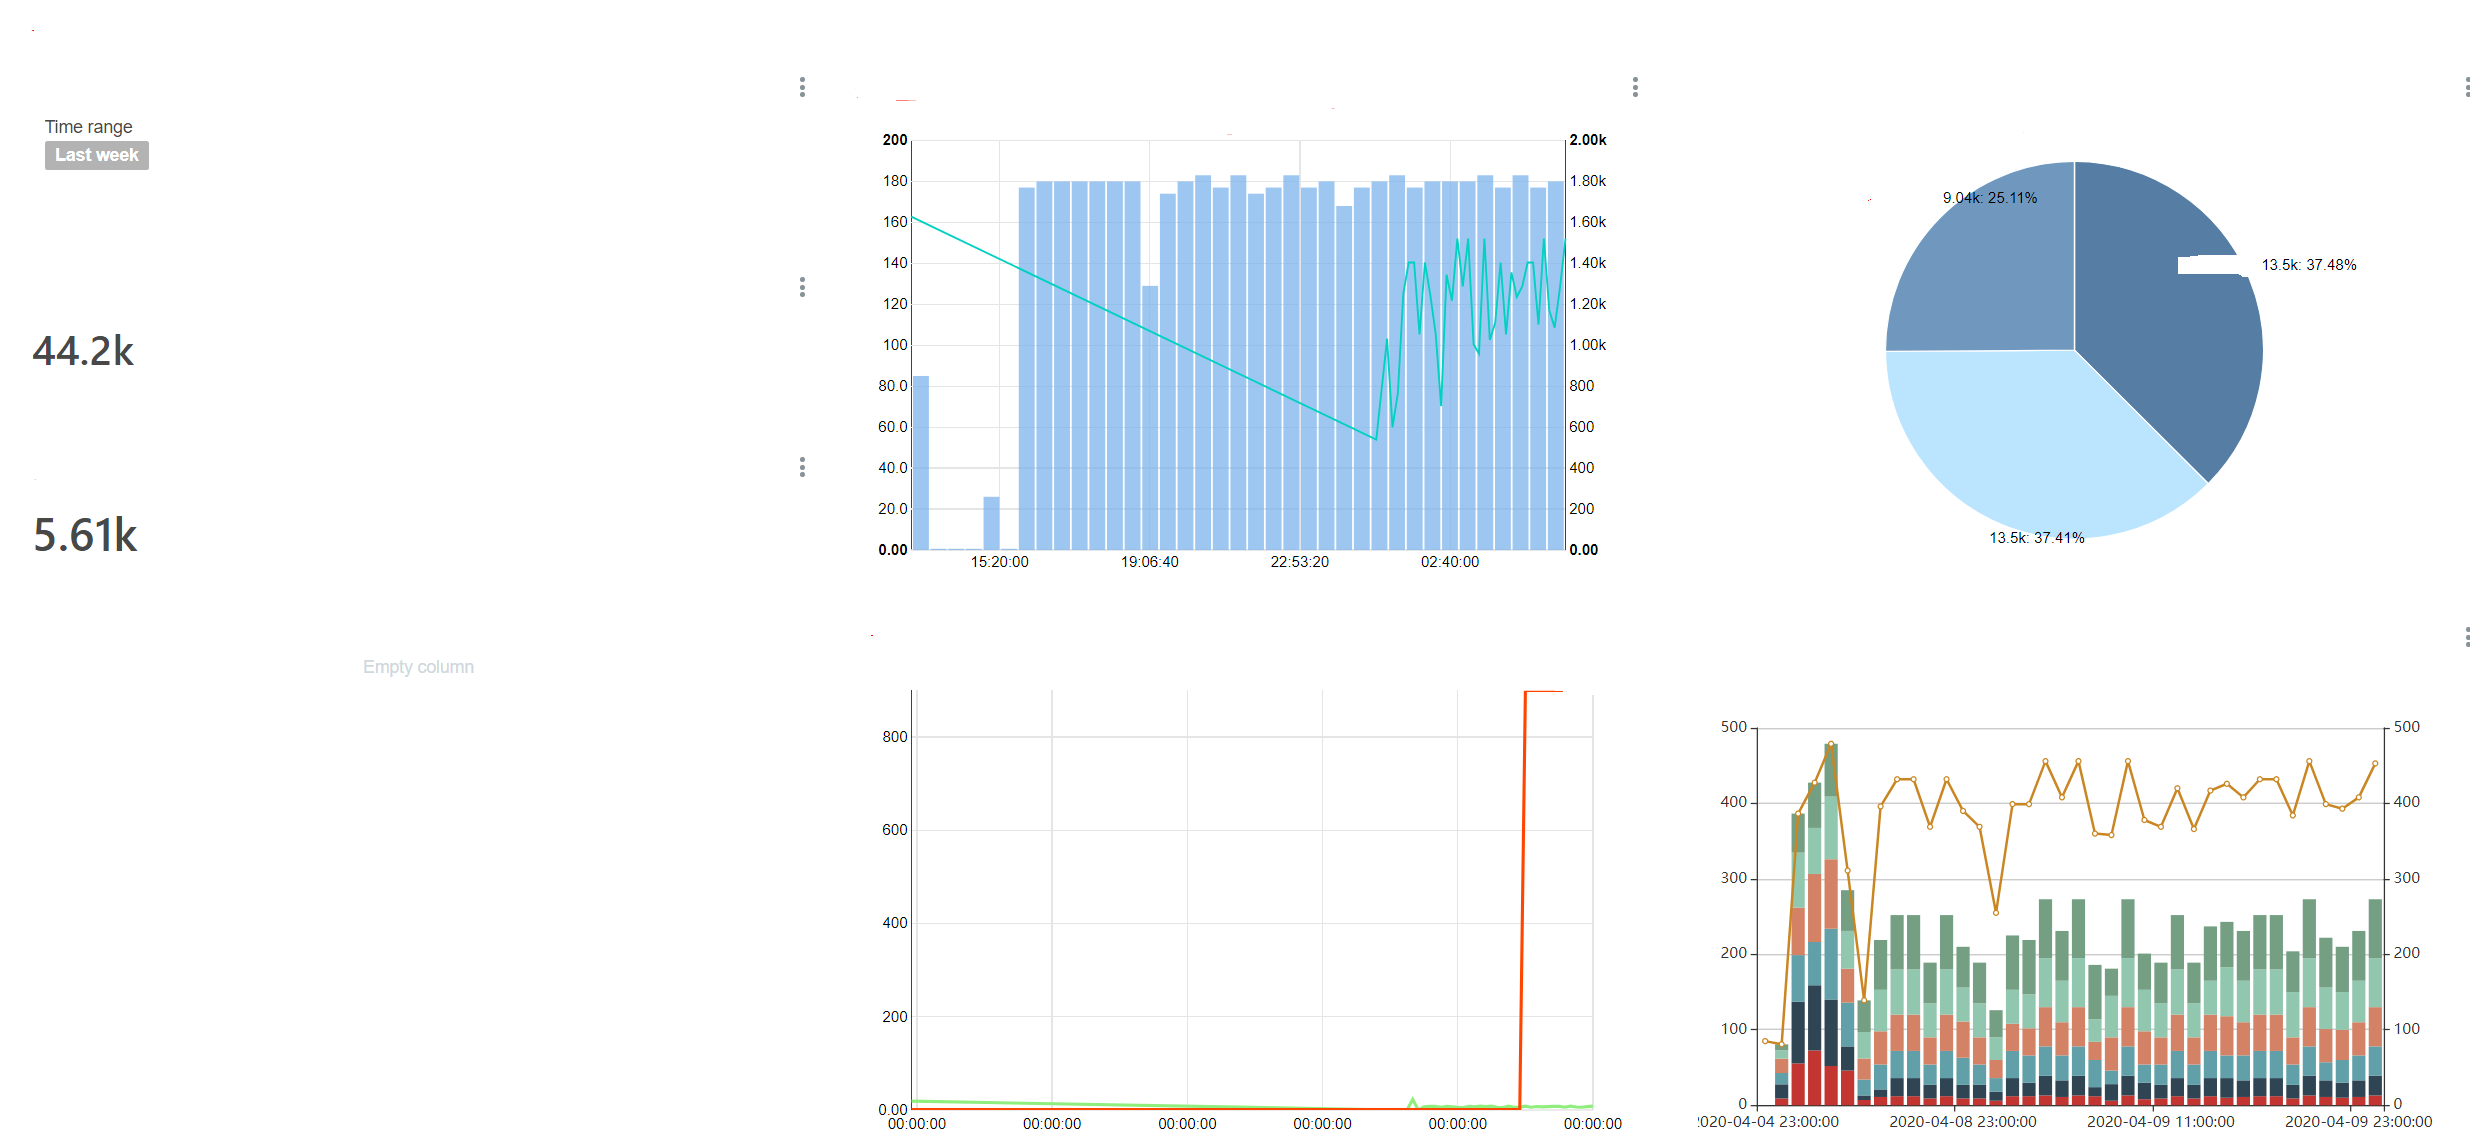 Time range
Last week
44.2k
5.61k
Empty column
200
180
160
140
120
100
80.0
60.0
40.0
20.0
0.00
2.00k
1.80k
1.60k
1.40k
1.20k
1.00k
800
600
400
200
0.00
15:20:00 19:06:40 22:53:20 02:40:00
9.04k: 25.11%
13.5k: 37.48%
13.5k: 37.41%
800
600
400
200
0.00
00:00:00 00:00:00 00:00:00 00:00:00 00:00:00 00:00:00
500
400
300
200
100
0
500
400
300
200
100
0
2020-04-04 23:00:00 2020-04-08 23:00:00 2020-04-09 11:00:00 2020-04-09 23:00:00